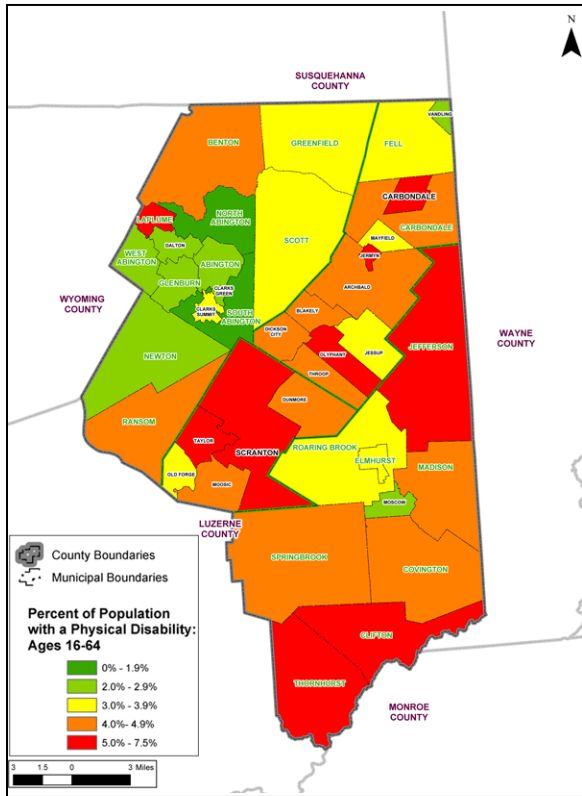 N
SUSQUEHANNA
COUNTY
VANDLING
BENTON
GREENFIELD
FELL
CARBONDALE
LAPLUME
NORTH
ABINGTON
CARBONDALE
DALTON
SCOTT
MAYFIELD
WEST
ABINGTON
ABINGTON
JERMYN
GLENBURN
CLARKS
GREEN
ARCHBALD
WYOMING
COUNTY
CLARKS
SUMMIT
SOUTH
ABINGTON
BLAKELY
DICKSON
CITY
WAYNE
COUNTY
JEFFERSON
OLYPHANT
JESSUP
NEWTON
THROOP
DUNMORE
RANSOM
TAYLOR
SCRANTON
ROARING BROOK
ELMHURST
MADISON
OLD FORGE
MOOSIC
MOSCOW
LUZERNE
COUNTY
SPRINGBROOK
COVINGTON
CLIFTON
THORNHORST
MONROE
COUNTY
County Boundaries
Municipal Boundaries
Percent of Population
with a Physical Disability:
Ages 16-64
0% - 1.9%
2.0% - 2.9%
3.0% - 3.9%
4.0%- 4.9%
5.0% - 7.5%
3 1.5 0 3 Miles